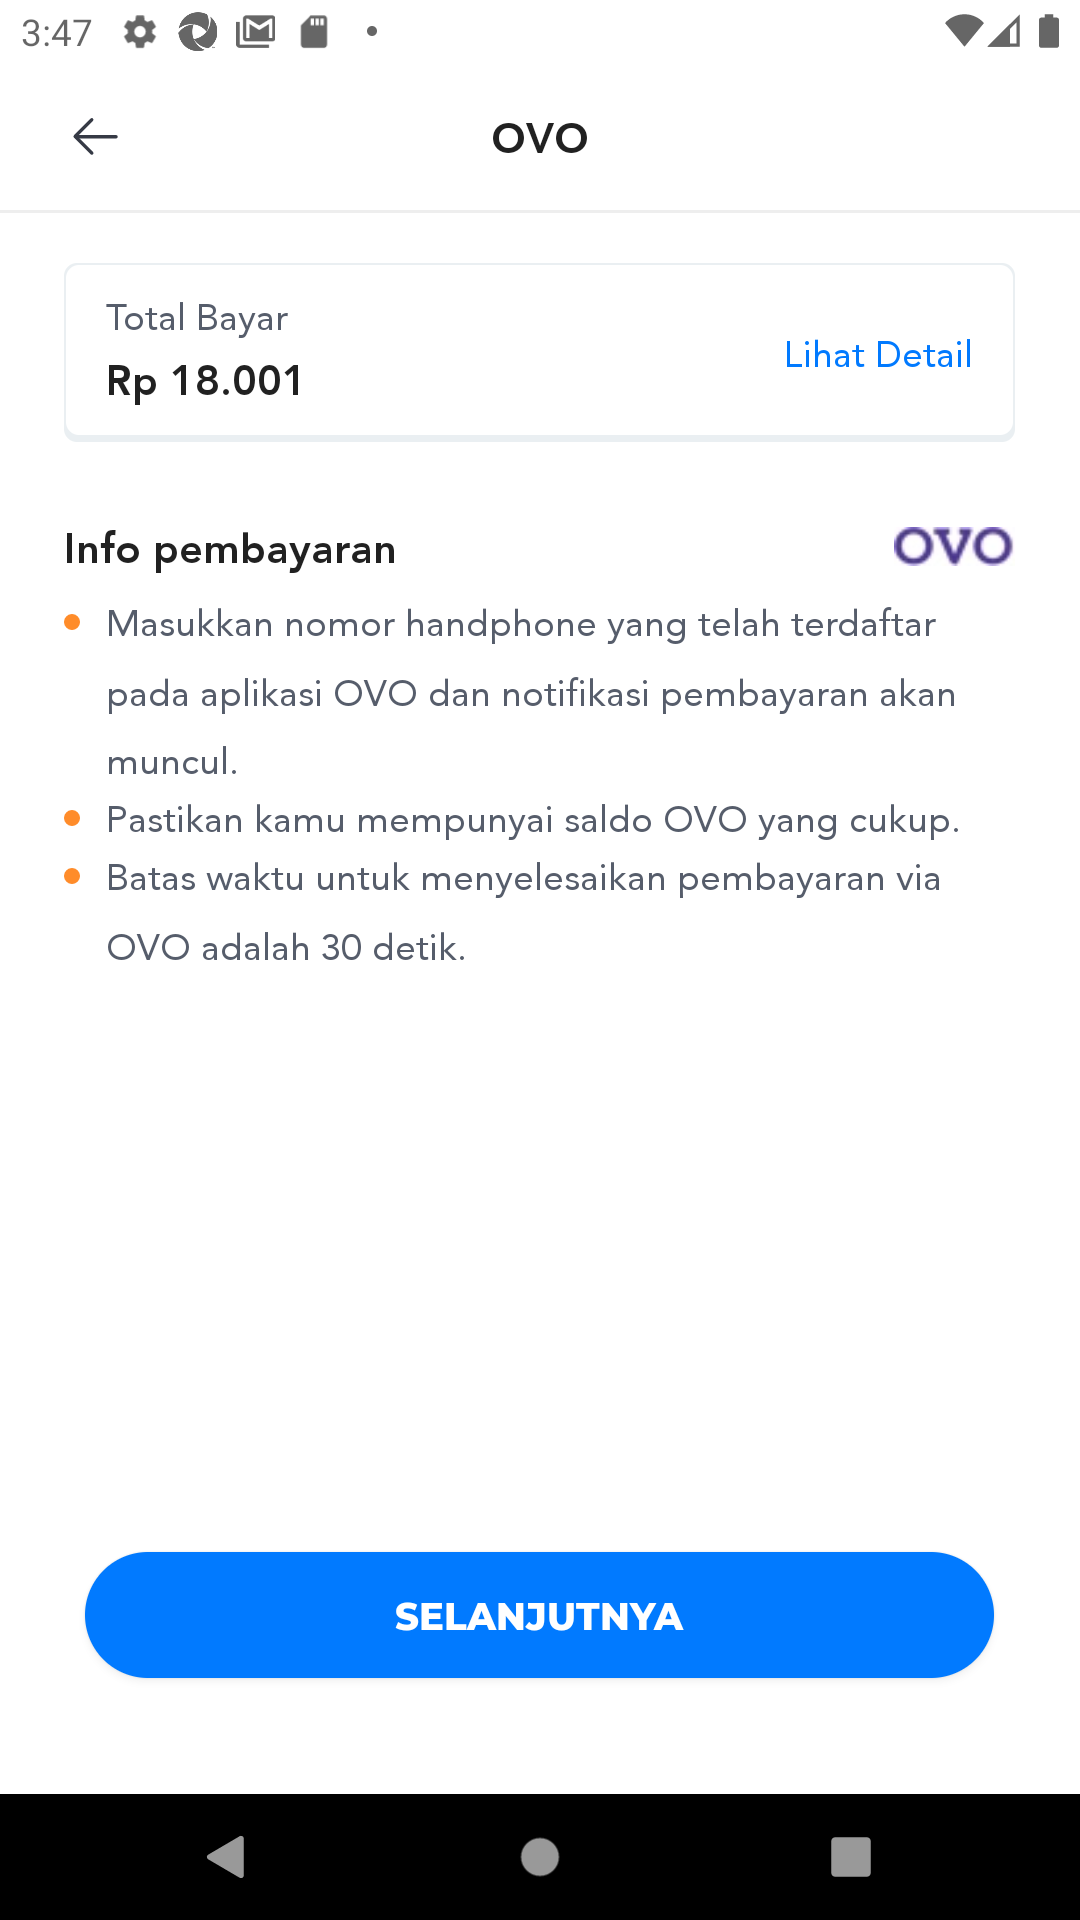 3:47
OVO
Total Bayar
Rp 18.001
Lihat Detail
Info pembayaran
OVO
Masukkan nomor handphone yang telah terdaftar
pada aplikasi OVO dan notifikasi pembayaran akan
muncul.
Pastikan kamu mempunyai saldo OVO yang cukup.
Batas waktu untuk menyelesaikan pembayaran via
OVO adalah 30 detik.
SELANJUTNYA